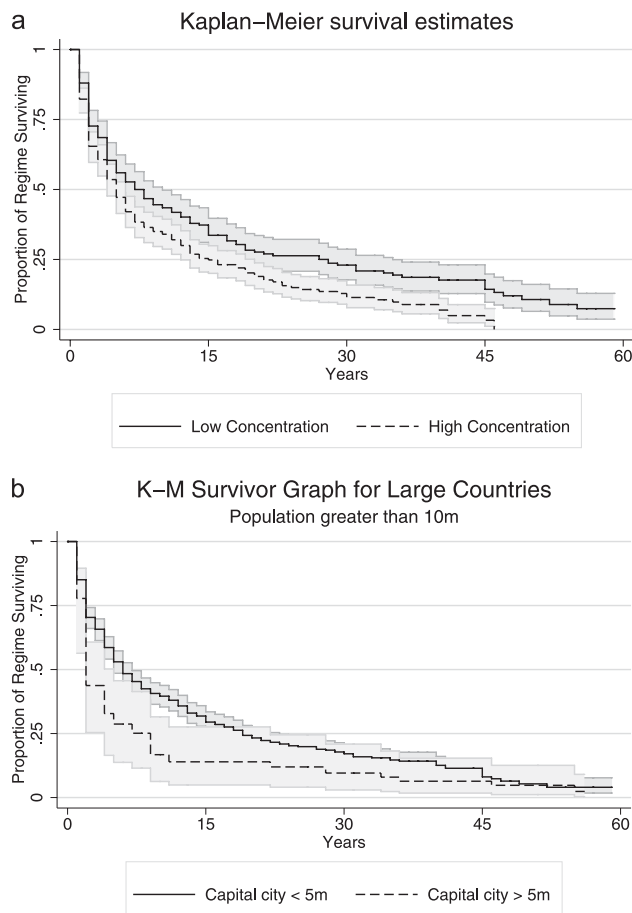 a
Kaplan–Meier survival estimates
Proportion of Regime Surviving
1
.75
.5
.25
0
0 15 30 45 60
Years
Low Concentration High Concentration
b
K–M Survivor Graph for Large Countries
Population greater than 10m
Proportion of Regime Surviving
1
.75
.5
.25
0
0 15 30 45 60
Years
Capital city < 5m Capital city > 5m